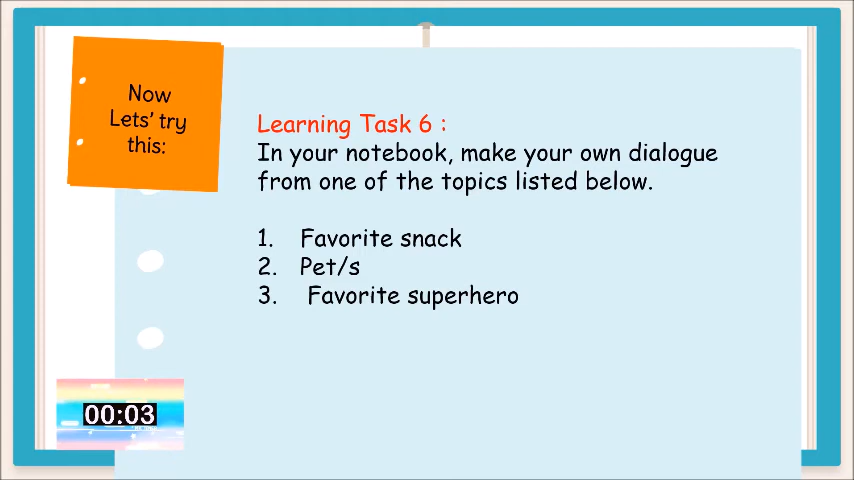 Now
Lets' try
this:
Learning Task 6 :
In your notebook, make your own dialogue
from one of the topics listed below.
1. Favorite snack
2. Pet/s
3. Favorite superhero
00:03